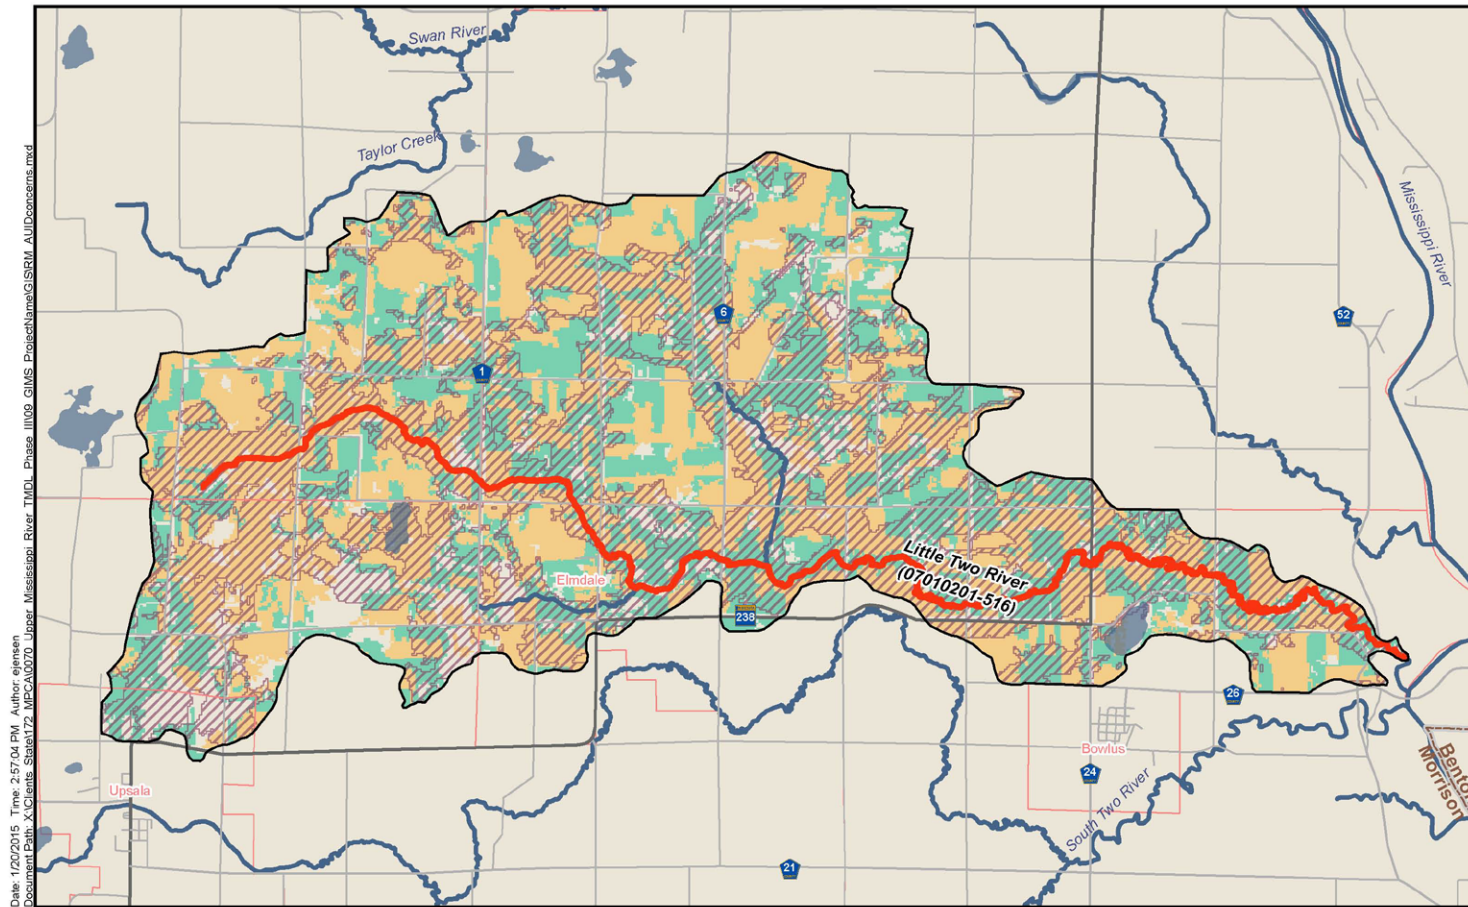 Swan River
Taylor Creek
Mississippi River
6
52
1
Little Two River
(07010201-516)
Elmdale
238
26
Bowlus
24
Benton
Morrison
Upsala
South Two River
21
Date: 1/20/2015 Time: 2:57:04 PM Author: ejensen
Document Path: X:\Clients_State\1172_MPCA\0070_Upper_Mississippi_River_TMDL_Phase_III\09_GIMS_ProjectName\GIS\RM_AUIDconcerns.mxd